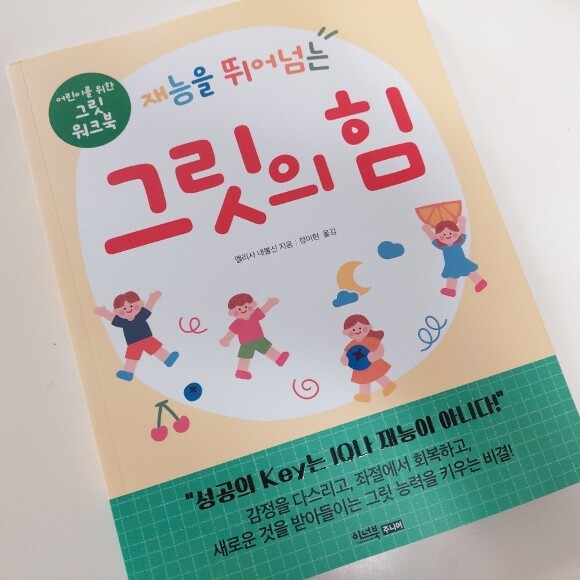 어린이를 위한
그릿
워크북
재능을 뛰어넘는
그릿의 힘
엘리사 네볼신 지음 : 정미현 옮김
"성공의 Key는 IQ나 재능이 아니다!"
감정을 다스리고, 좌절에서 회복하고,
새로운 것을 받아들이는 그릿 능력을 키우는 비결!
이너북 주니어